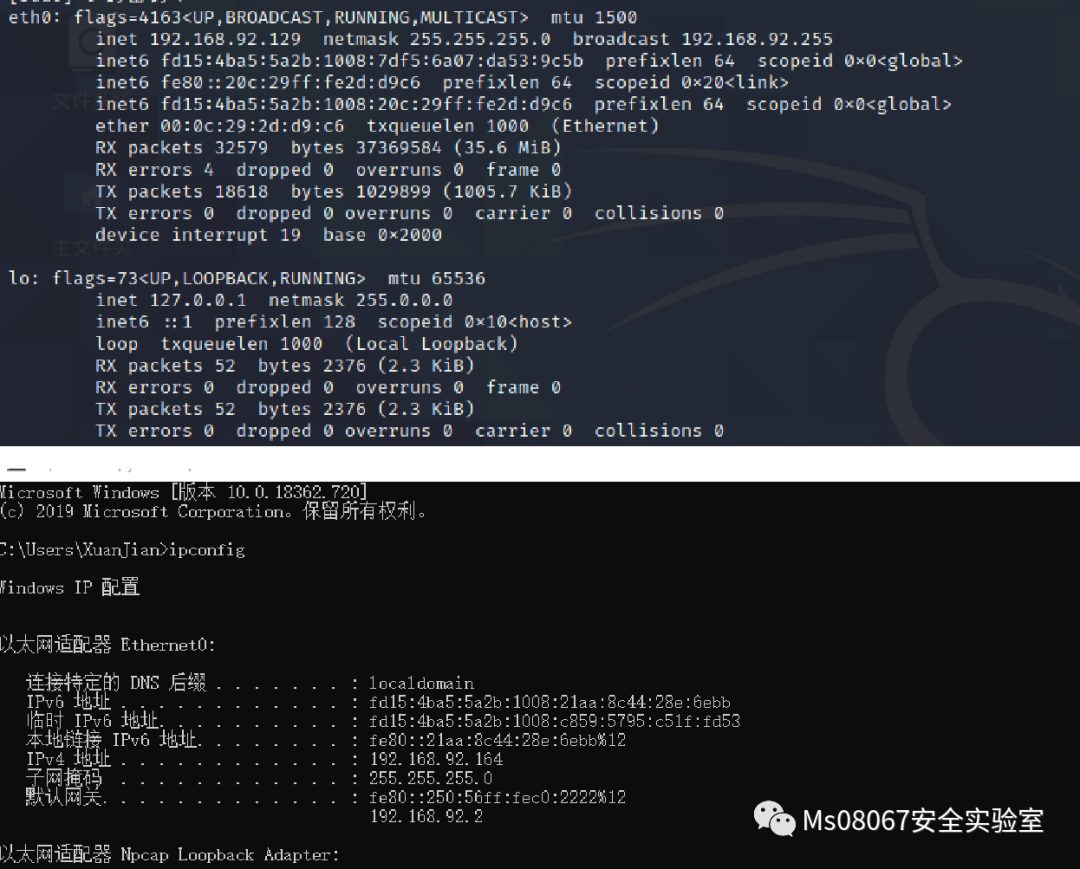 eth0: flags=4163<UP,BROADCAST,RUNNING,MULTICAST>  mtu 1500
inet 192.168.92.129  netmask 255.255.255.0  broadcast 192.168.92.255
inet6 fd15:4ba5:5a2b:1008:7df5:6a07:da53:9c5b  prefixlen 64  scopeid 0×0<global>
inet6 fe80::20c:29ff:fe2d:d9c6  prefixlen 64  scopeid 0×20<link>
inet6 fd15:4ba5:5a2b:1008:20c:29ff:fe2d:d9c6  prefixlen 64  scopeid 0×0<global>
ether 00:0c:29:2d:d9:c6  txqueuelen 1000  (Ethernet)
RX packets 32579  bytes 37369584 (35.6 MiB)
RX errors 4  dropped 0  overruns 0  frame 0
TX packets 18618  bytes 1029899 (1005.7 KiB)
TX errors 0  dropped 0 overruns 0  carrier 0  collisions 0
device interrupt 19  base 0×2000
主文件夹
lo: flags=73<UP,LOOPBACK,RUNNING>  mtu 65536
inet 127.0.0.1  netmask 255.0.0.0
inet6 ::1  prefixlen 128  scopeid 0×10<host>
loop  txqueuelen 1000  (Local Loopback)
RX packets 52  bytes 2376 (2.3 KiB)
RX errors 0  dropped 0  overruns 0  frame 0
TX packets 52  bytes 2376 (2.3 KiB)
TX errors 0  dropped 0 overruns 0  carrier 0  collisions 0
Microsoft Windows [版本 10.0.18362.720]
(c) 2019 Microsoft Corporation。保留所有权利。
C:\Users\XuanJian>ipconfig
Windows IP 配置
以太网适配器 Ethernet0:
连接特定的 DNS 后缀 . . . . . . . : localdomain
IPv6 地址 . . . . . . . . . . . . : fd15:4ba5:5a2b:1008:21aa:8c44:28e:6ebb
临时 IPv6 地址. . . . . . . . . . : fd15:4ba5:5a2b:1008:c859:5795:c51f:fd53
本地链接 IPv6 地址. . . . . . . . : fe80::21aa:8c44:28e:6ebb%12
IPv4 地址 . . . . . . . . . . . . : 192.168.92.164
子网掩码  . . . . . . . . . . . . : 255.255.255.0
默认网关. . . . . . . . . . . . . : fe80::250:56ff:fec0:2222%12
192.168.92.2
Ms08067安全实验室
以太网适配器 Npcap Loopback Adapter: